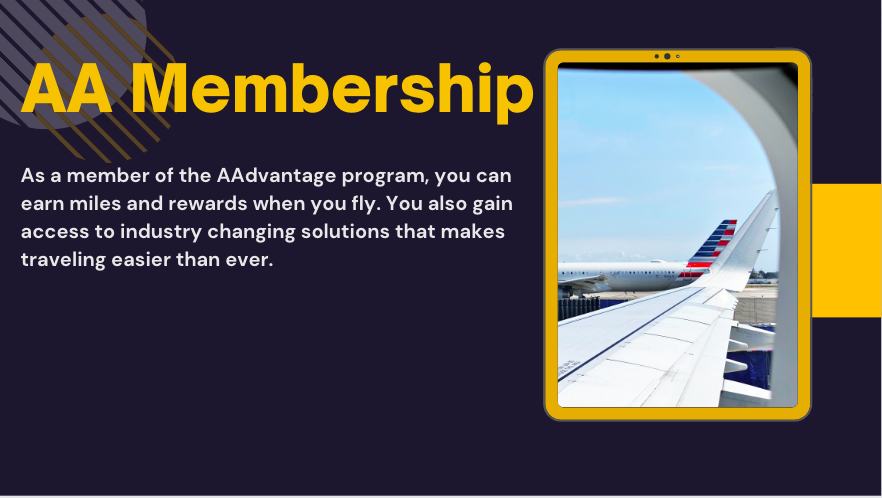 AA Membership
As a member of the AAdvantage program, you can
earn miles and rewards when you fly. You also gain
access to industry changing solutions that makes
traveling easier than ever.